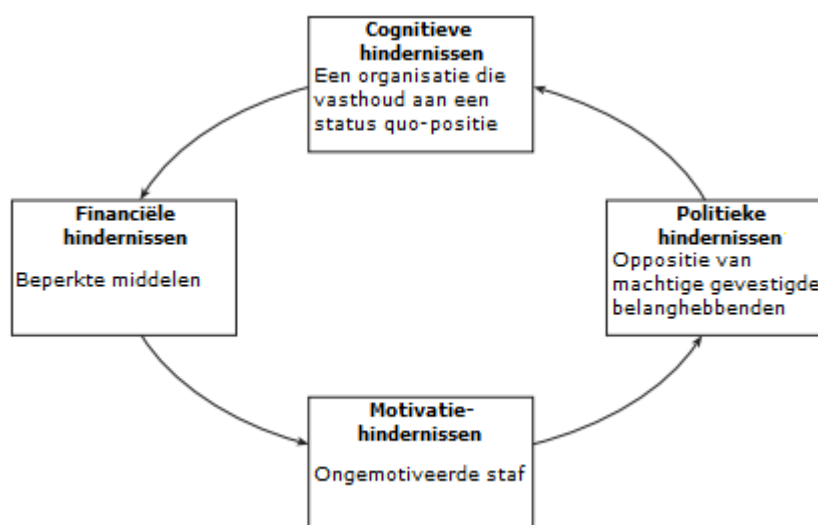 Cognitieve
hindernissen
Een organisatie die
vasthoud aan een
status quo-positie
Financiële
hindernissen
Beperkte middelen
Politieke
hindernissen
Oppositie van
machtige gevestigde
belanghebbenden
Motivatie-
hindernissen
Ongemotiveerde staf